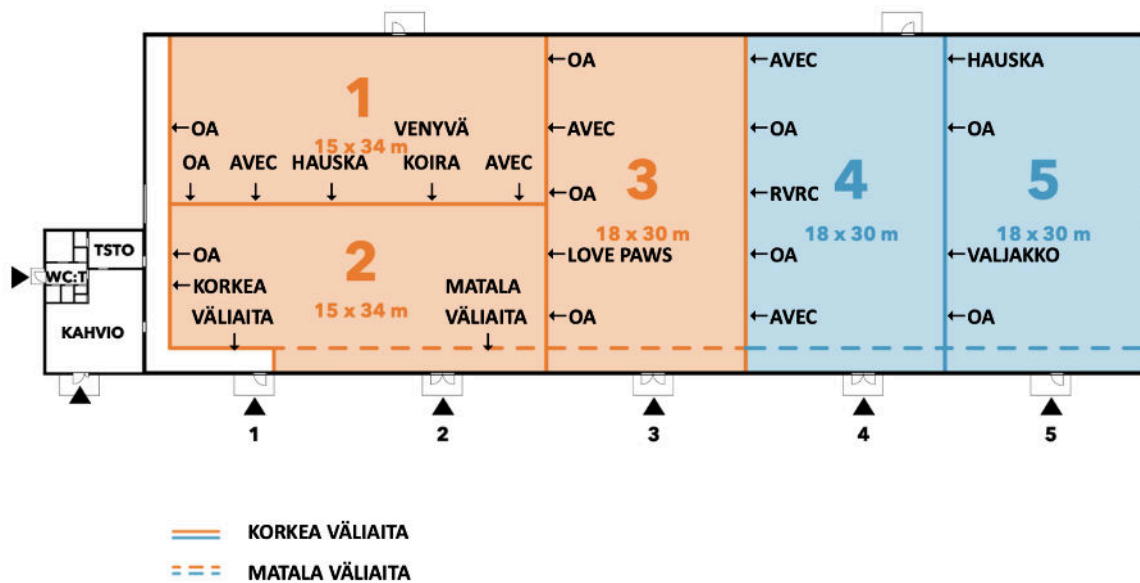 OA
AVEC
HAUSKA
1
OA
VENYVÄ
AVEC
OA
15 x 34 m
OA
AVEC
HAUSKA
KOIRA
AVEC
OA
3
RVRC
4
5
18 x 30 m
18 x 30 m
18 x 30 m
TSTO
OA
2
LOVE PAWS
OA
VALJAKKO
WC:T
KORKEA
VÄLIAITA
MATALA
VÄLIAITA
15 x 34 m
OA
AVEC
OA
KAHVIO
1
2
3
4
5
KORKEA VÄLIAITA
MATALA VÄLIAITA